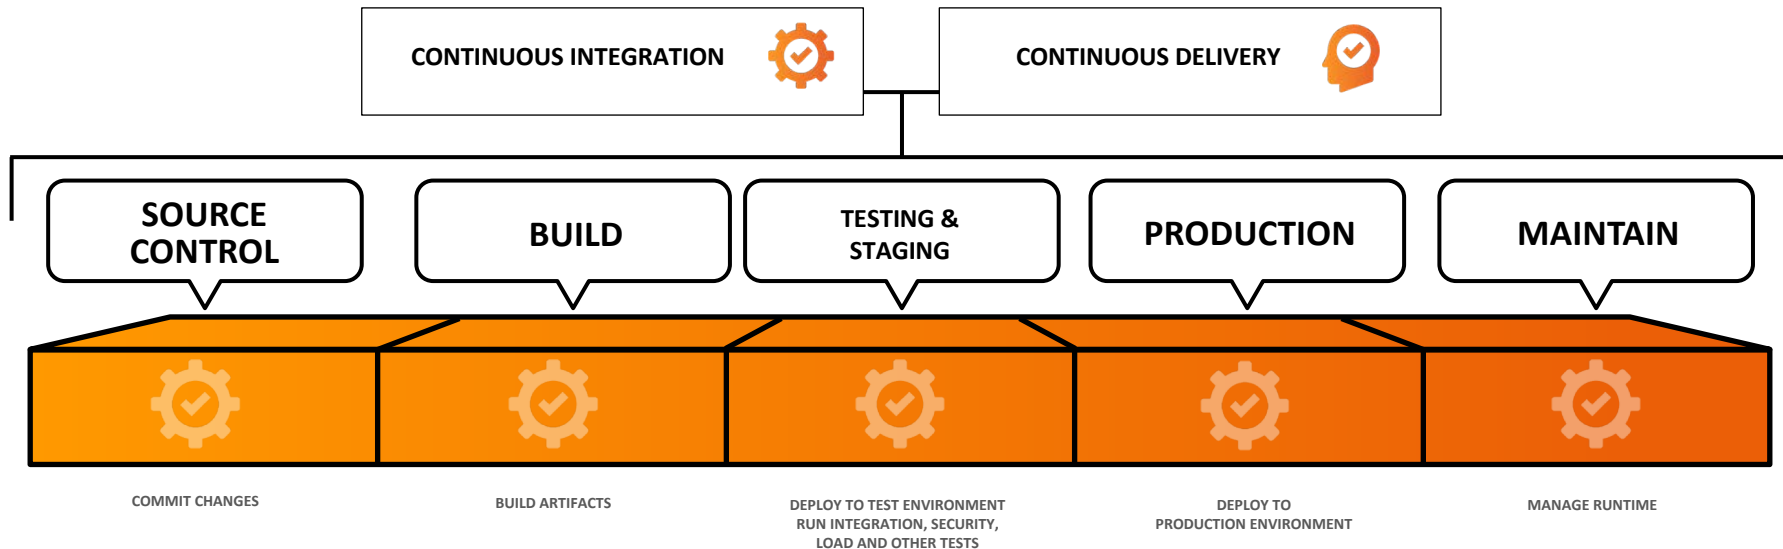 CONTINUOUS INTEGRATION
CONTINUOUS DELIVERY
SOURCE
CONTROL
BUILD
TESTING &
STAGING
PRODUCTION
MAINTAIN
COMMIT CHANGES
BUILD ARTIFACTS
DEPLOY TO TEST ENVIRONMENT
RUN INTEGRATION, SECURITY,
LOAD AND OTHER TESTS
DEPLOY TO
PRODUCTION ENVIRONMENT
MANAGE RUNTIME